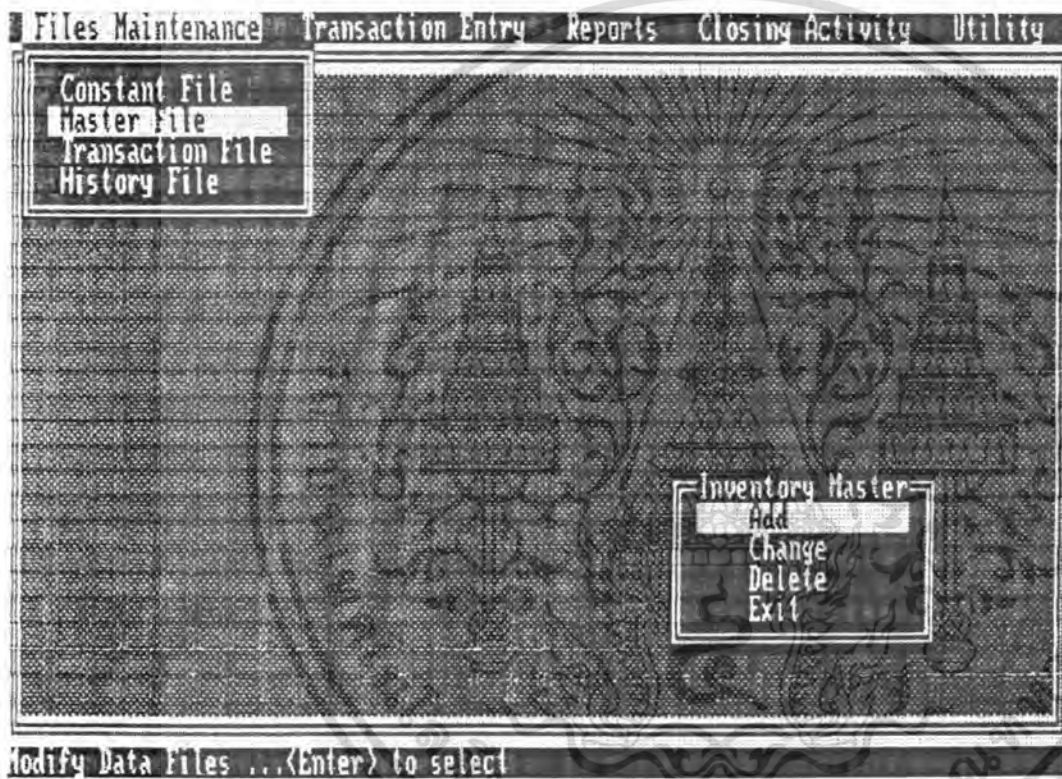 Files Maintenance Transaction Entry Reports Closing Activity Utility
Constant File
Master File
Transaction File
History File
Inventory Master
Add
Change
Delete
Exit
Modify Data Files ...<Enter> to select